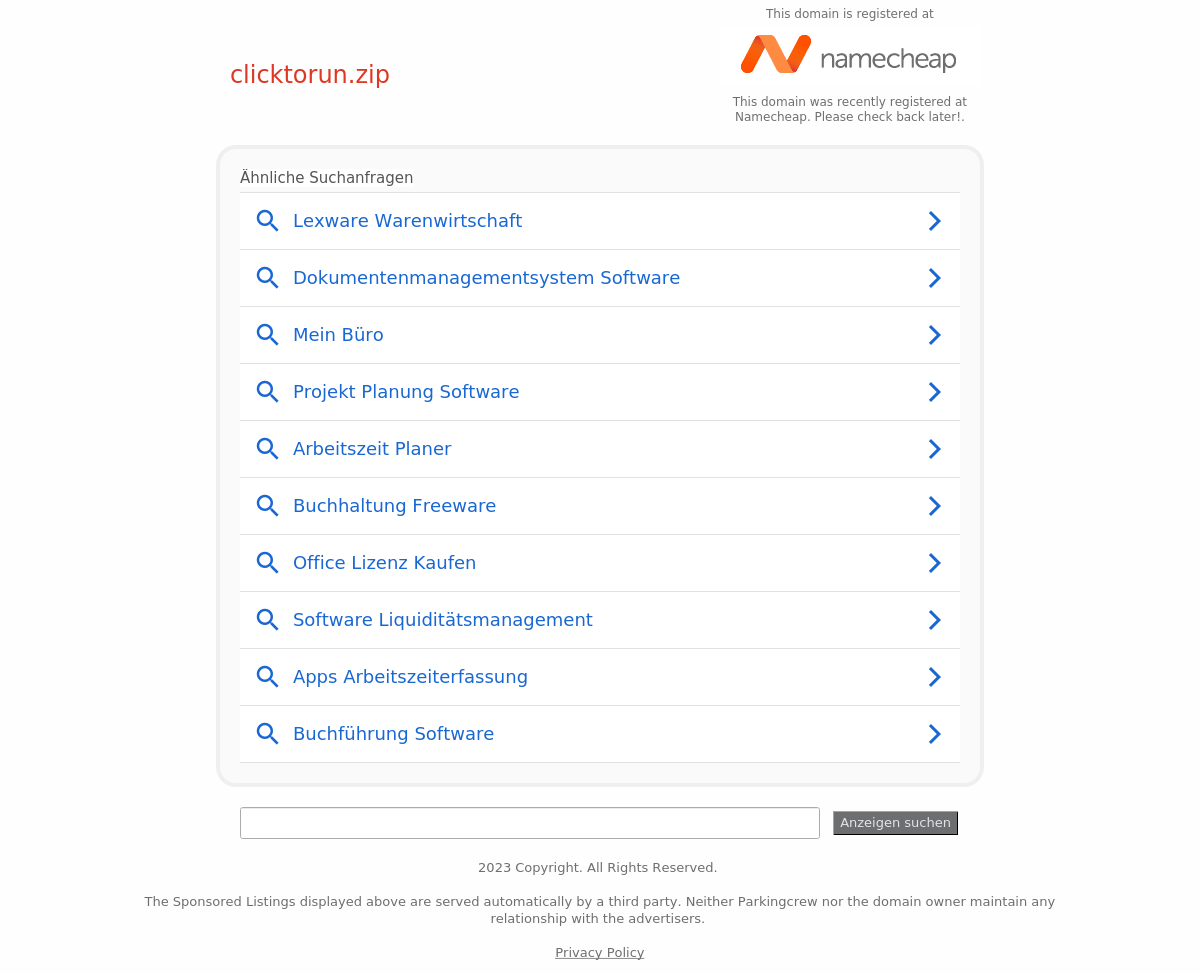 This domain is registered at
namecheap
clicktorun.zip
This domain was recently registered at
Namecheap. Please check back later!.
Ähnliche Suchanfragen
Lexware Warenwirtschaft
Dokumentenmanagementsystem Software
Mein Büro
Projekt Planung Software
Arbeitszeit Planer
Buchhaltung Freeware
Office Lizenz Kaufen
Software Liquiditätsmanagement
Apps Arbeitszeiterfassung
Buchführung Software
Anzeigen suchen
2023 Copyright. All Rights Reserved.
The Sponsored Listings displayed above are served automatically by a third party. Neither Parkingcrew nor the domain owner maintain any
relationship with the advertisers.
Privacy Policy